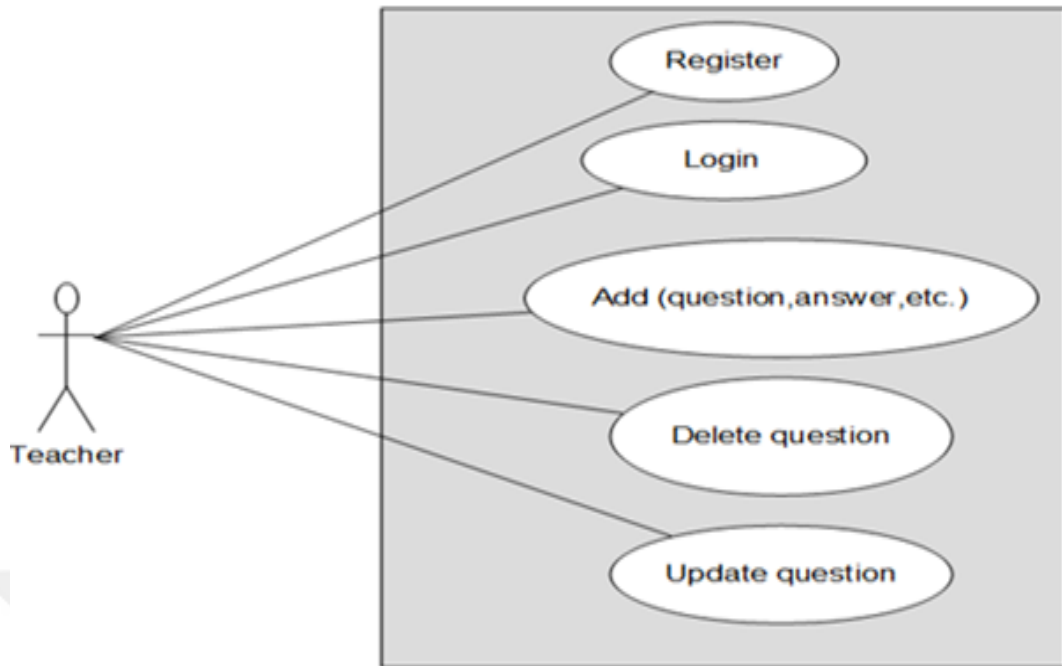 Register
Login
Add (question,answer,etc.)
Delete question
Teacher
Update question